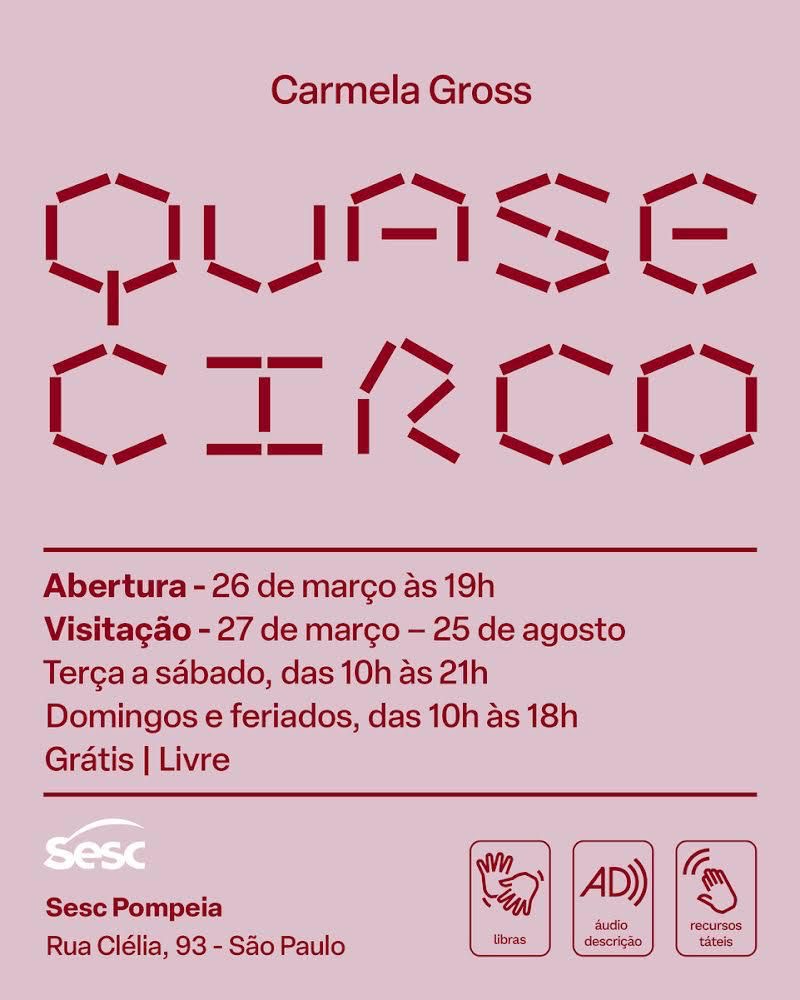 Carmela Gross
QUASE
CIRCO
Abertura - 26 de março às 19h
Visitação - 27 de março – 25 de agosto
Terça a sábado, das 10h às 21h
Domingos e feriados, das 10h às 18h
Grátis | Livre
Sesc
Sesc Pompeia
Rua Clélia, 93 - São Paulo
libras
AD
áudio
descrição
recursos
táteis